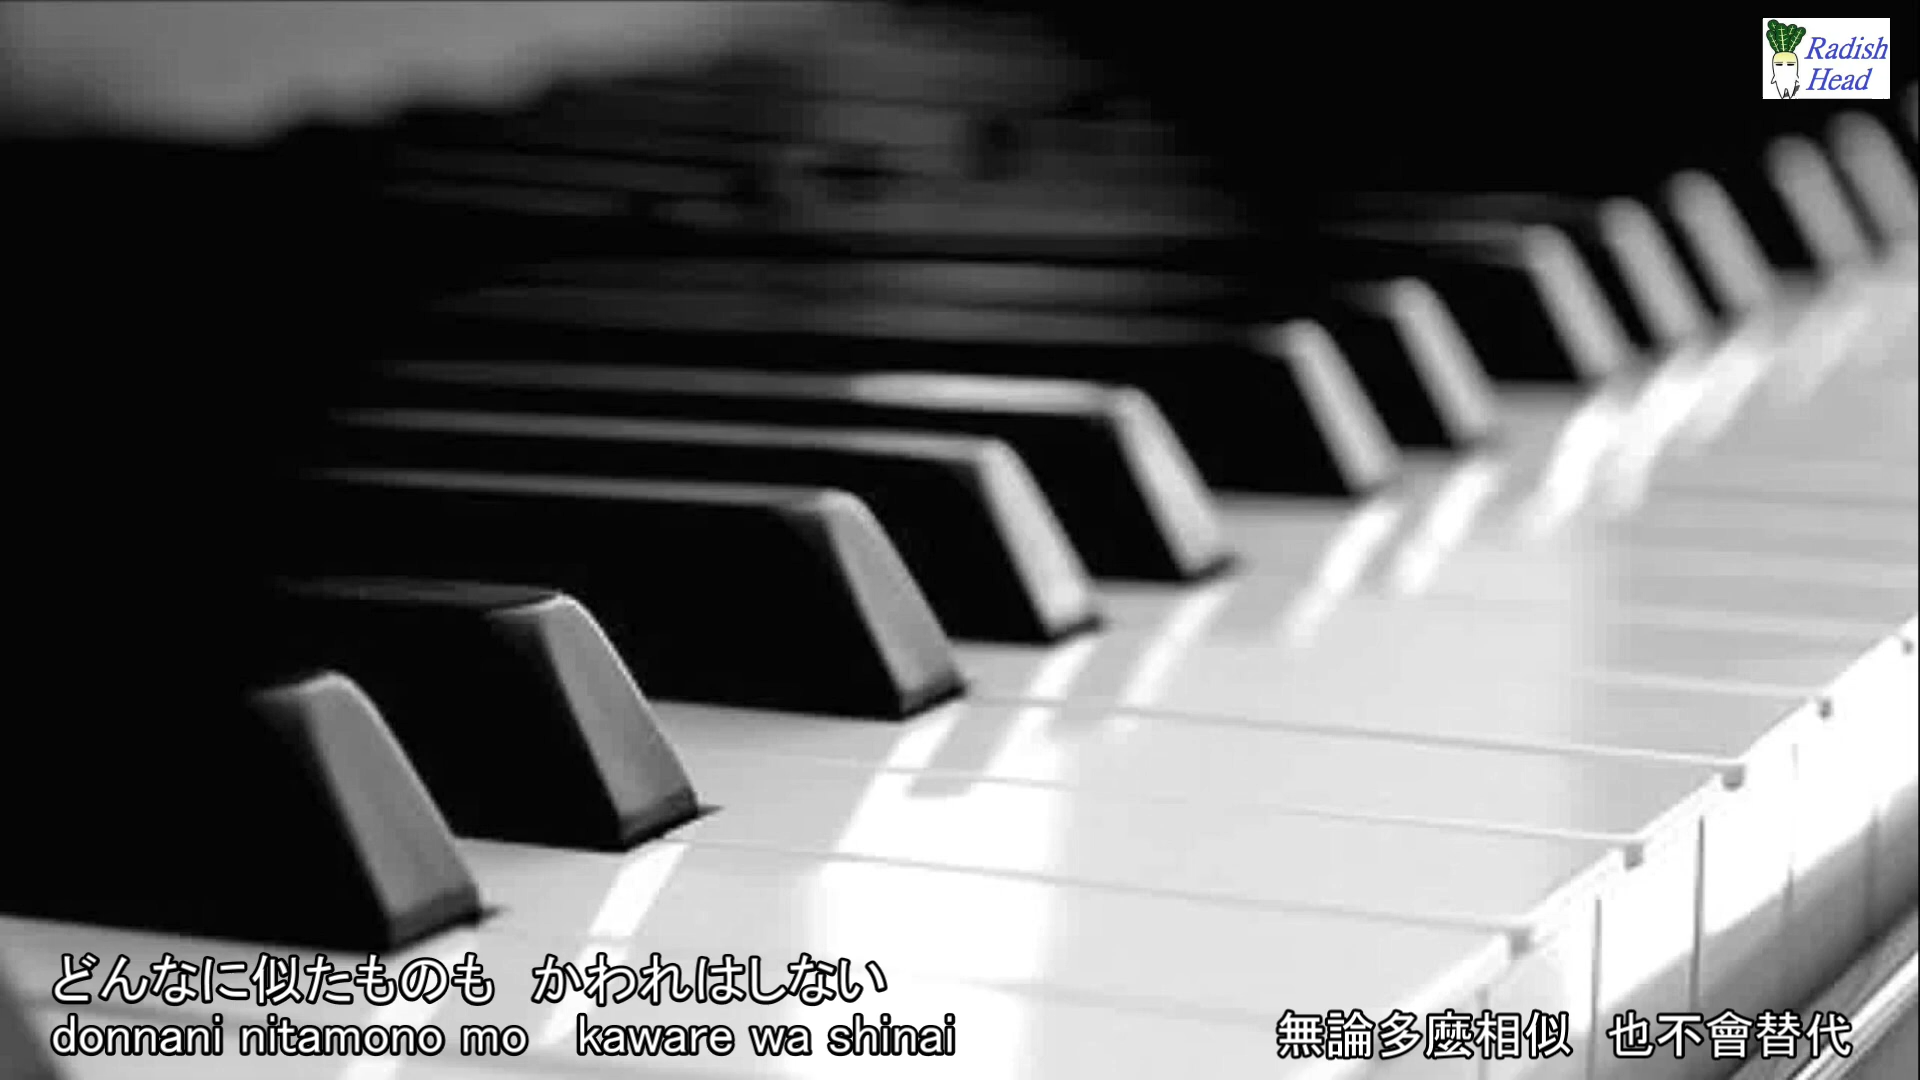 Radish
Head
どんなに似たものも　かわれはしない
donnani nitamono mo　kaware wa shinai
無論多麼相似　也不會替代